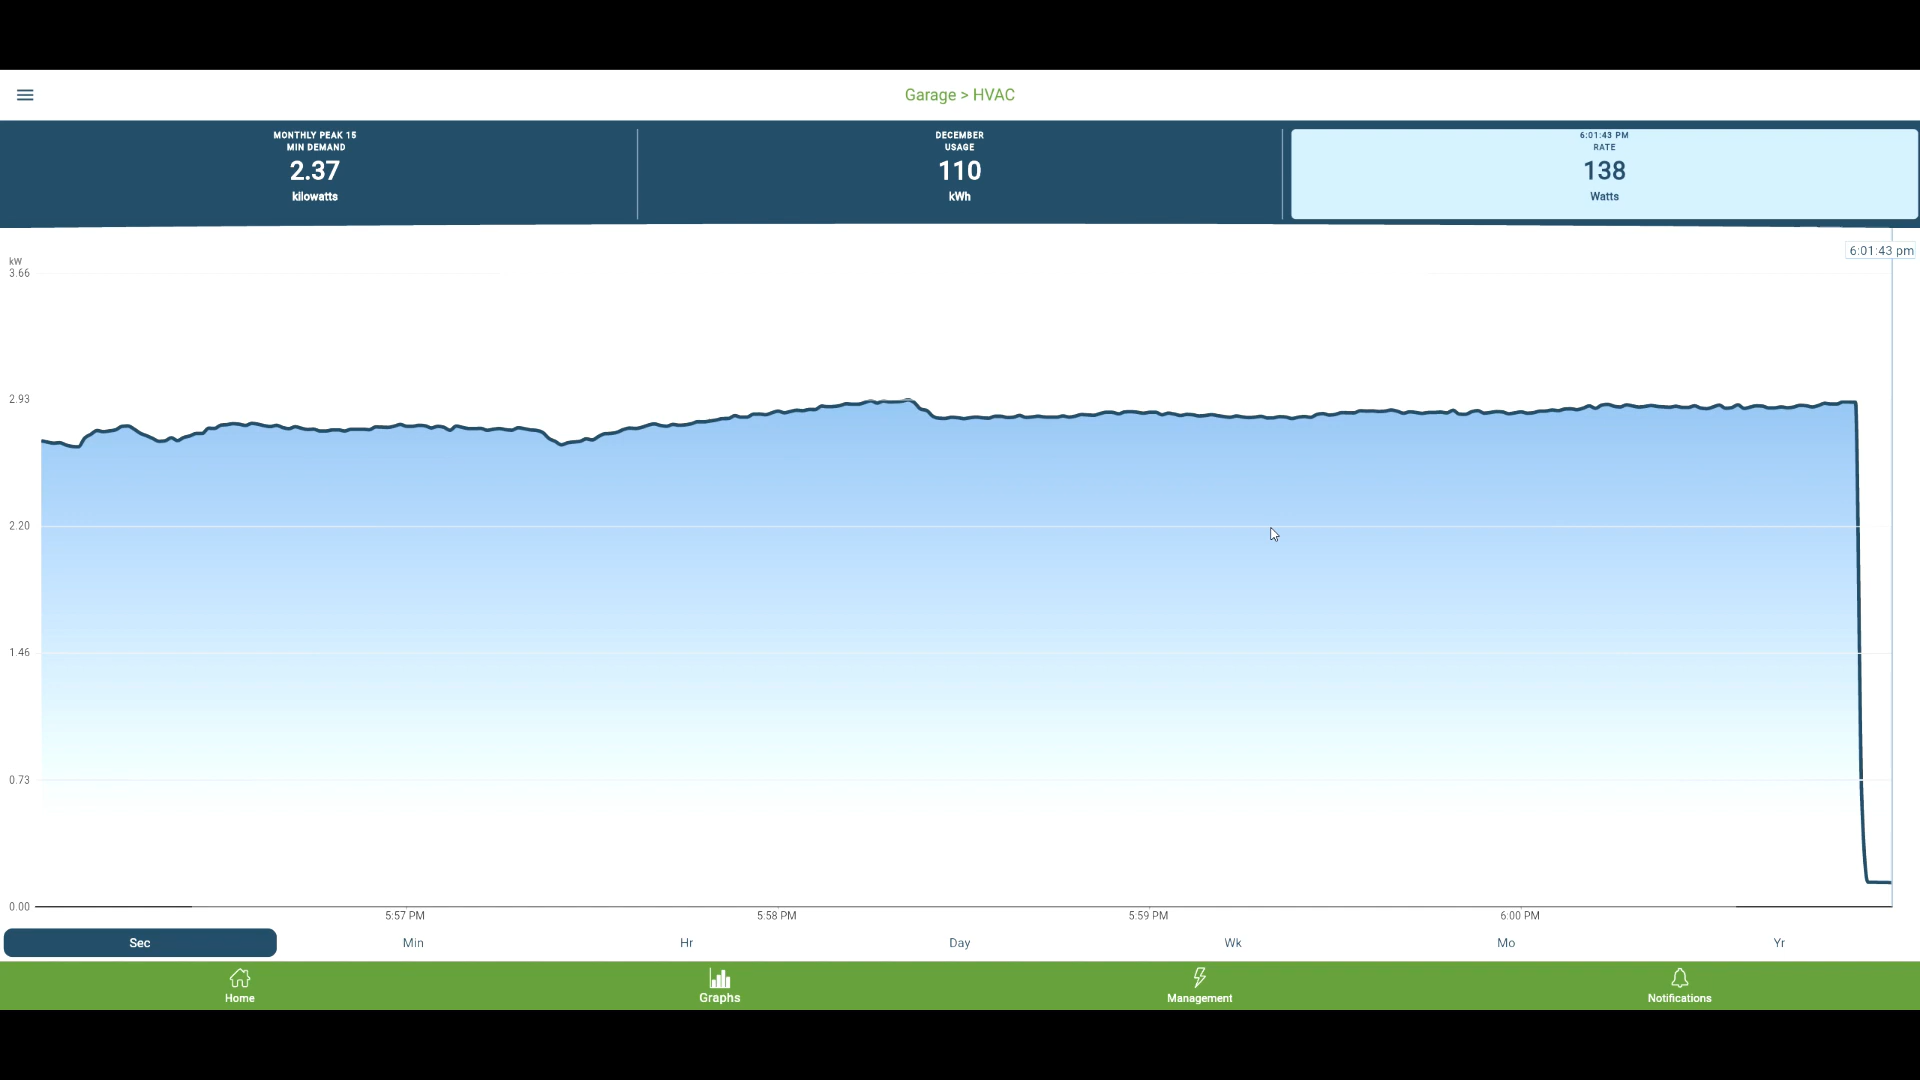 Garage > HVAC
MONTHLY PEAK 15
MIN DEMAND
2.37
kilowatts
DECEMBER
USAGE
110
kWh
6:01:43 PM
RATE
138
Watts
6:01:43 pm
kW
3.66
2.93
2.20
1.46
0.73
0.00
5:57 PM
5:58 PM
5:59 PM
6:00 PM
Sec
Min
Hr
Day
Wk
Mo
Yr
Home
Graphs
Management
Notifications